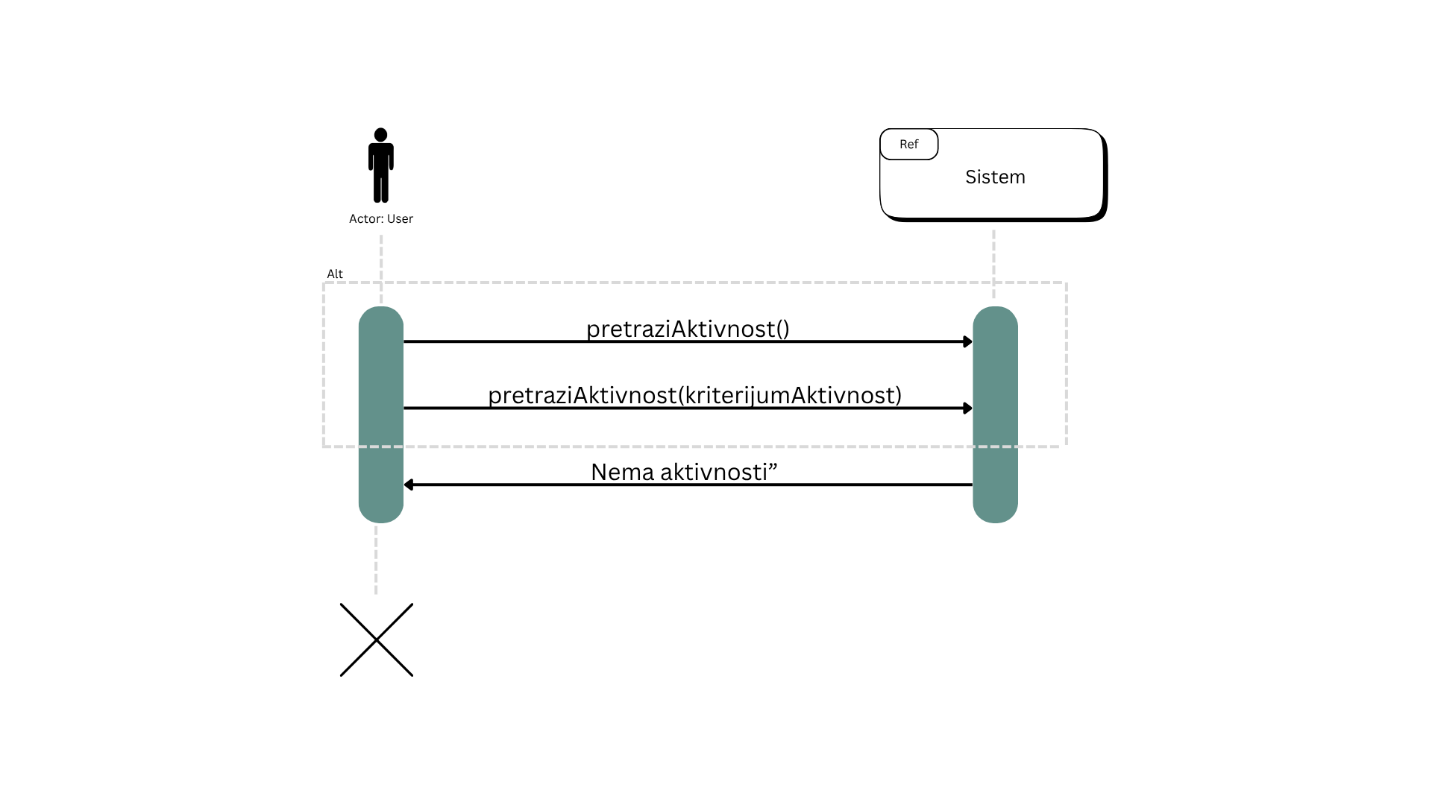 Ref
Sistem
Actor: User
Alt
pretraziAktivnost()
pretraziAktivnost(kriterijumAktivnost)
Nema aktivnosti”